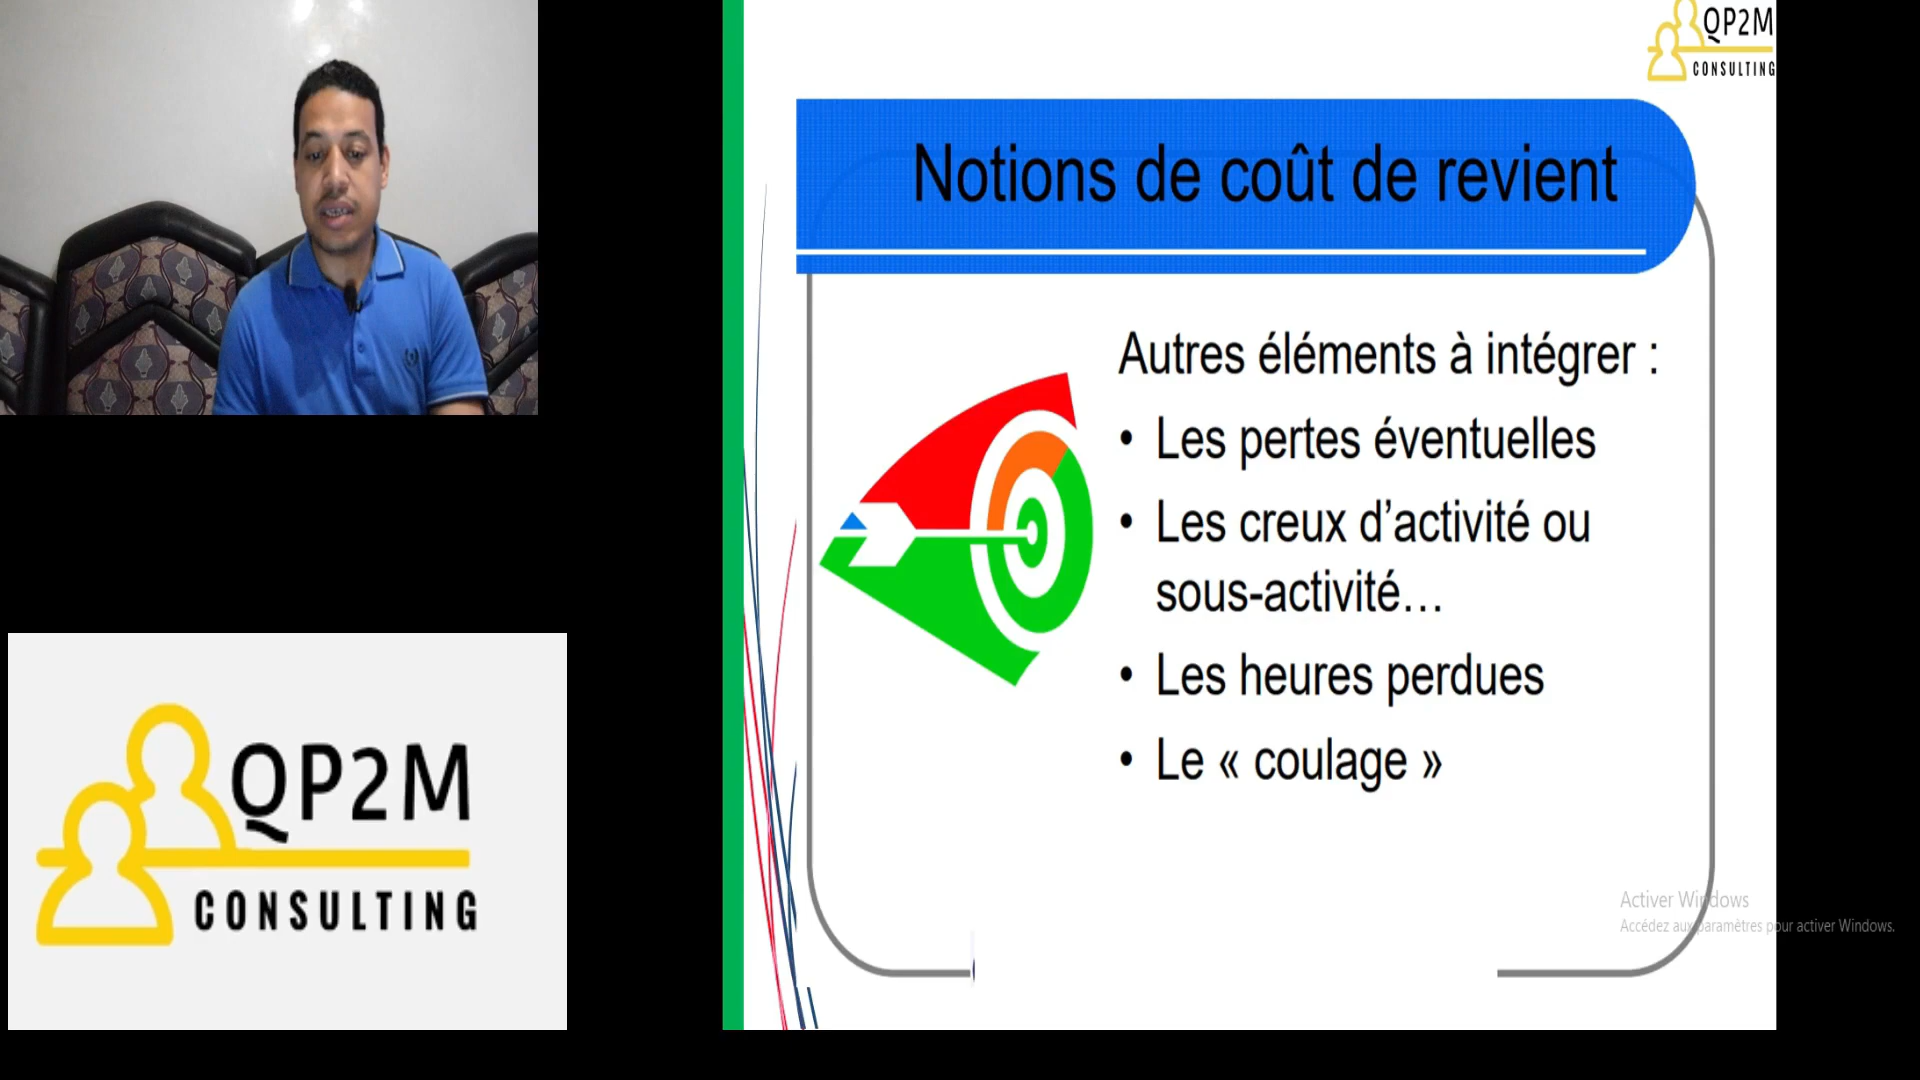 QP2M
CONSULTING
Notions de coût de revient
Autres éléments à intégrer :
• Les pertes éventuelles
• Les creux d’activité ou
sous-activité…
• Les heures perdues
• Le « coulage »
QP2M
CONSULTING
Activer Windows
Accédez aux paramètres pour activer Windows.